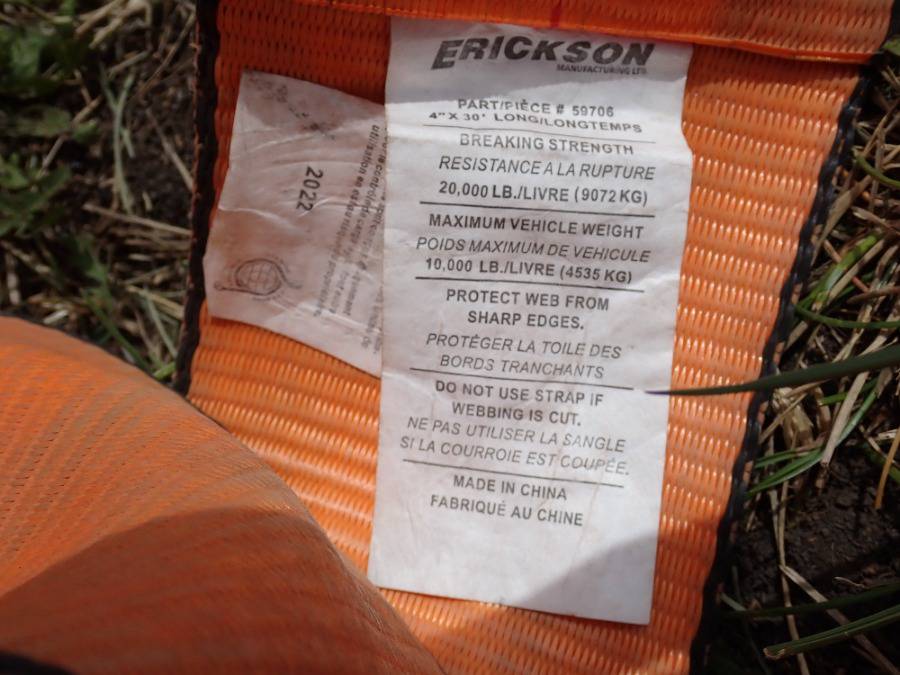 ERICKSON
MANUFACTURING LTD.
PART/PIÈCE # 59706
4" X 30' LONG/LONGTEMPS
BREAKING STRENGTH
RESISTANCE A LA RUPTURE
20,000 LB./LIVRE (9072 KG)
MAXIMUM VEHICLE WEIGHT
POIDS MAXIMUM DE VEHICULE
10,000 LB./LIVRE (4535 KG)
PROTECT WEB FROM
SHARP EDGES.
PROTÉGER LA TOILE DES
BORDS TRANCHANTS
DO NOT USE STRAP IF
WEBBING IS CUT.
NE PAS UTILISER LA SANGLE
SI LA COURROIE EST COUPÉE.
MADE IN CHINA
FABRIQUÉ AU CHINE
2022